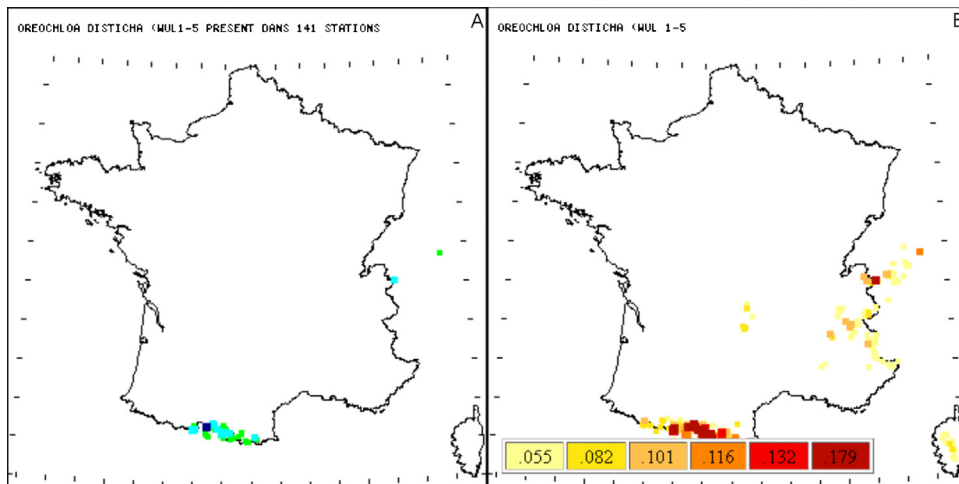 OREOCHLOA DISTICHA (WUL1-5 PRESENT DANS 141 STATIONS
A
OREOCHLOA DISTICHA (WUL 1-5
.055 .082 .101 .116 .132 .179